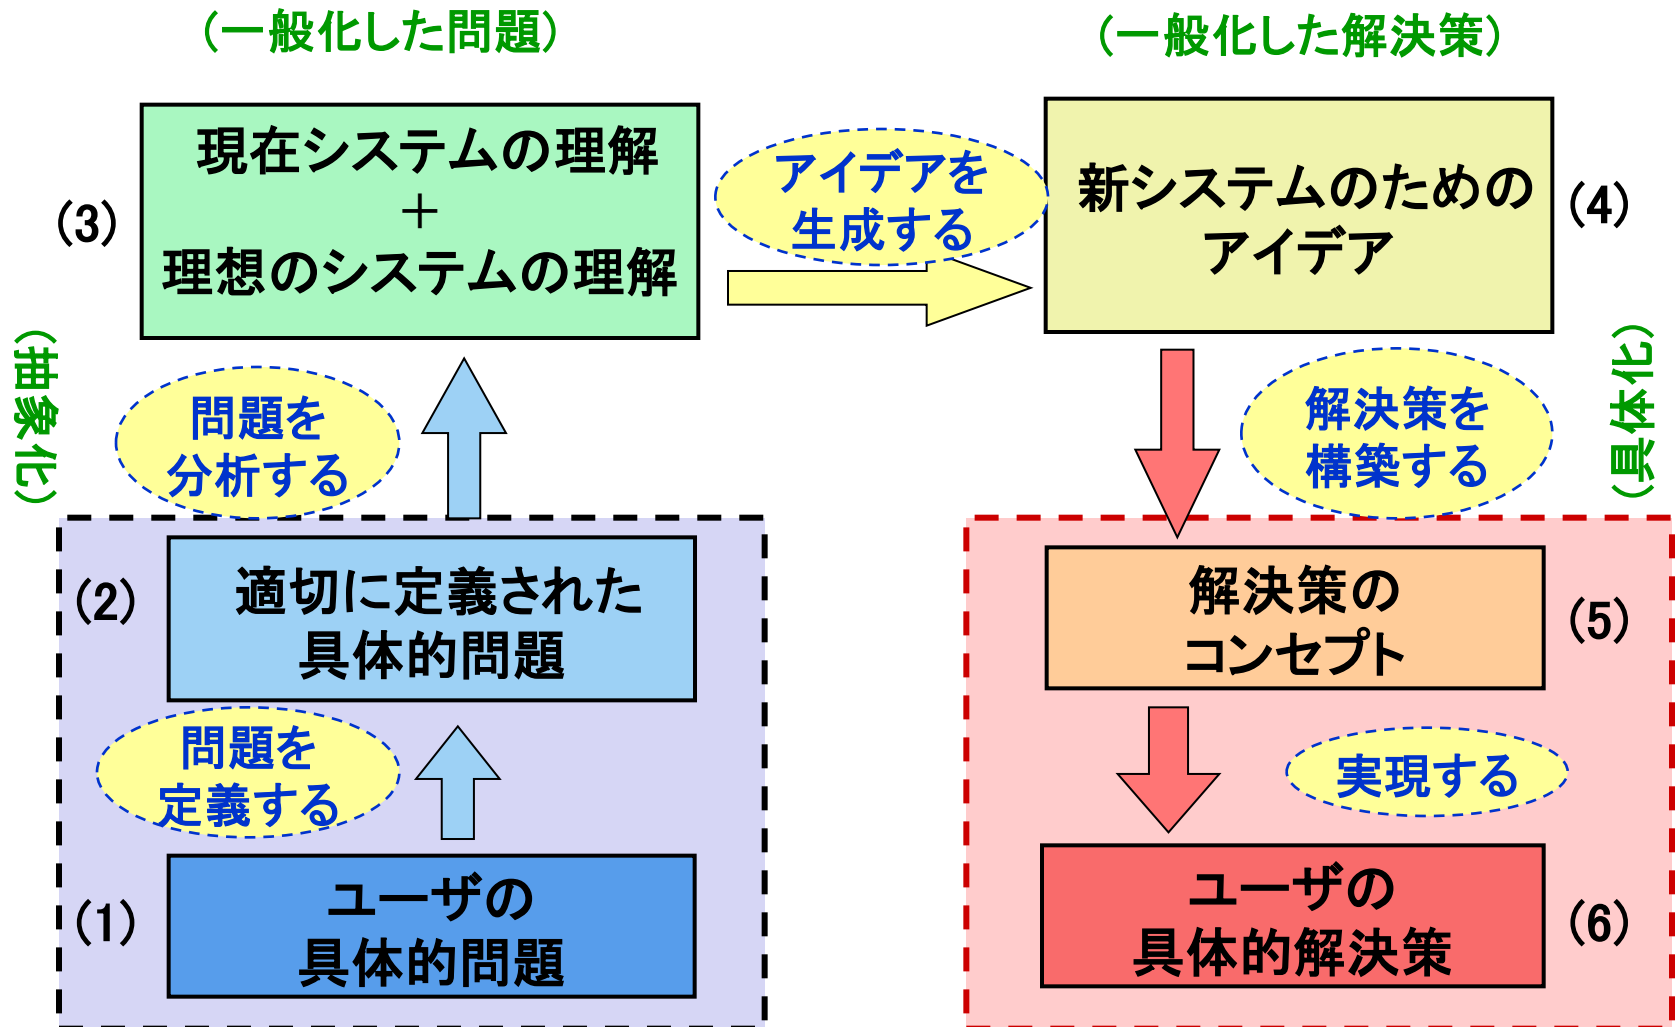 (一般化した問題)
(一般化した解決策)
現在システムの理解
＋
理想のシステムの理解
(3)
アイデアを
生成する
新システムのための
アイデア
(4)
(抽象化)
問題を
分析する
解決策を
構築する
(具体化)
(2)
適切に定義された
具体的問題
解決策の
コンセプト
(5)
問題を
定義する
実現する
(1)
ユーザの
具体的問題
ユーザの
具体的解決策
(6)